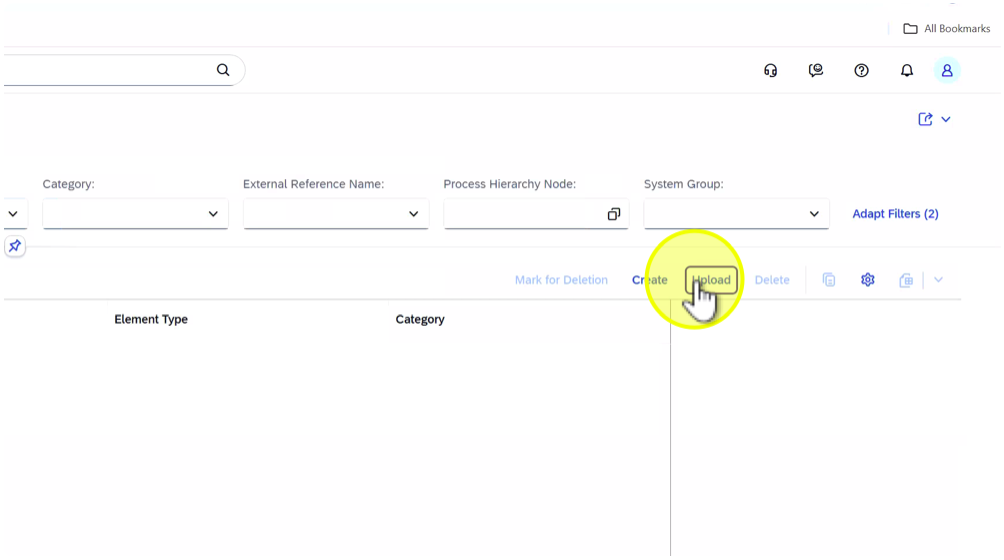 All Bookmarks
Category:
External Reference Name:
Process Hierarchy Node:
System Group:
Adapt Filters (2)
Mark for Deletion Create Upload Delete
Element Type Category